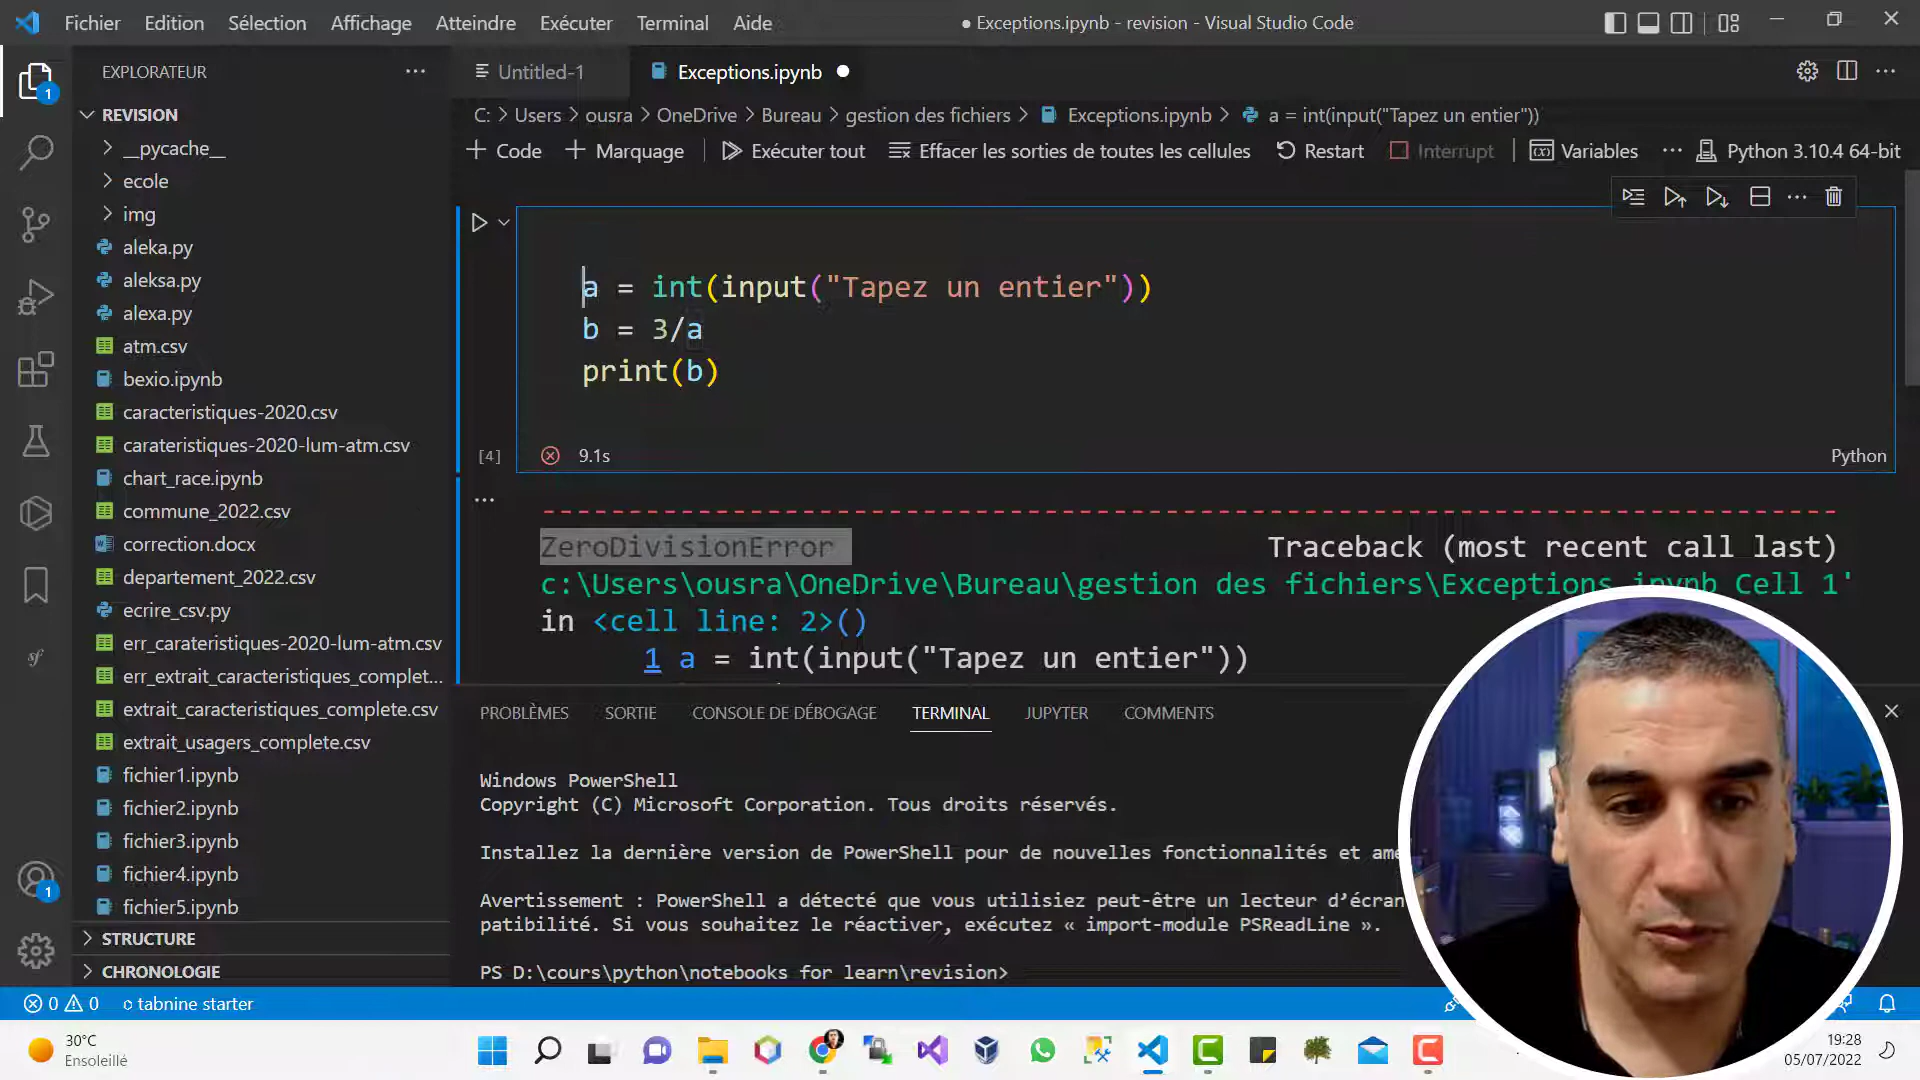 Fichier Edition Sélection Affichage Atteindre Exécuter Terminal Aide
● Exceptions.ipynb - revision - Visual Studio Code
EXPLORATEUR
Untitled-1
Exceptions.ipynb
C: > Users > ousra > OneDrive > Bureau > gestion des fichiers > Exceptions.ipynb > a = int(input("Tapez un entier"))
+ Code + Marquage Exécuter tout Effacer les sorties de toutes les cellules Restart Interrupt Variables ... Python 3.10.4 64-bit
REVISION
__pycache__
ecole
img
aleka.py
aleksa.py
alexa.py
atm.csv
bexio.ipynb
caracteristiques-2020.csv
carateristiques-2020-lum-atm.csv
chart_race.ipynb
commune_2022.csv
correction.docx
departement_2022.csv
ecrire_csv.py
err_carateristiques-2020-lum-atm.csv
err_extrait_caracteristiques_complet...
extrait_caracteristiques_complete.csv
extrait_usagers_complete.csv
fichier1.ipynb
fichier2.ipynb
fichier3.ipynb
fichier4.ipynb
fichier5.ipynb
STRUCTURE
CHRONOLOGIE
a = int(input("Tapez un entier"))
b = 3/a
print(b)
[4] 9.1s Python
ZeroDivisionError Traceback (most recent call last)
c:\Users\ousra\OneDrive\Bureau\gestion des fichiers\Exceptions.ipynb Cell 1'
in <cell line: 2>()
1 a = int(input("Tapez un entier"))
PROBLÈMES SORTIE CONSOLE DE DÉBOGAGE TERMINAL JUPYTER COMMENTS
Windows PowerShell
Copyright (C) Microsoft Corporation. Tous droits réservés.
Installez la dernière version de PowerShell pour de nouvelles fonctionnalités et amé
Avertissement : PowerShell a détecté que vous utilisiez peut-être un lecteur d’écran
patibilité. Si vous souhaitez le réactiver, exécutez « import-module PSReadLine ».
PS D:\cours\python\notebooks for learn\revision>
1
1
0 0 tabnine starter
30°C
Ensoleillé
19:28
05/07/2022